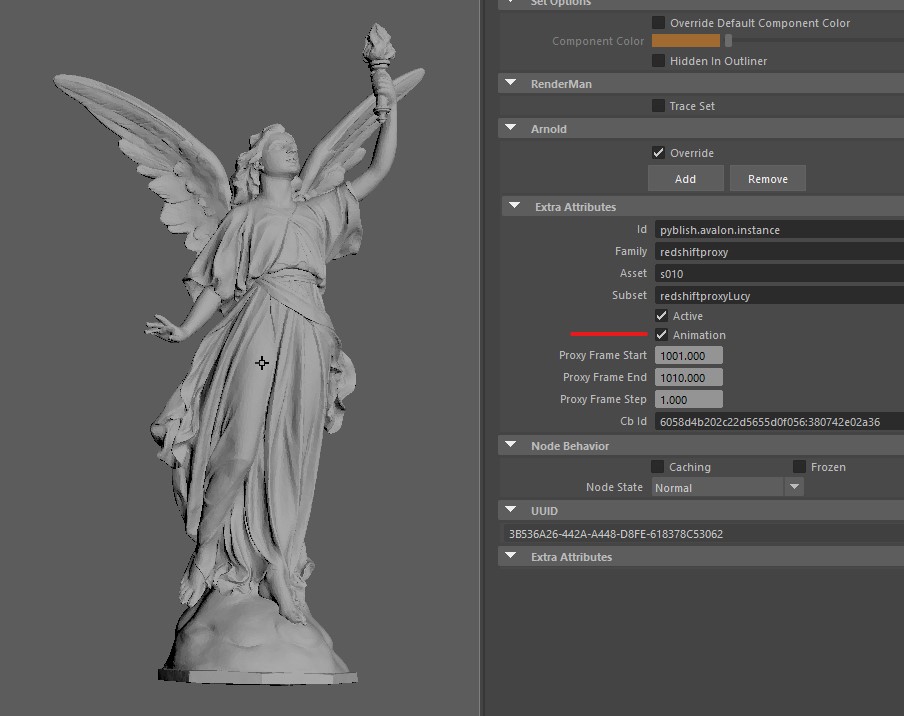 Set Options
Override Default Component Color
Component Color
Hidden In Outliner
RenderMan
Trace Set
Arnold
Override
Add Remove
Extra Attributes
Id pyblish.avalon.instance
Family redshiftproxy
Asset s010
Subset redshiftproxyLucy
Active
Animation
Proxy Frame Start 1001.000
Proxy Frame End 1010.000
Proxy Frame Step 1.000
Cb Id 6058d4b202c22d5655d0f056:380742e02a36
Node Behavior
Caching Frozen
Node State Normal
UUID
3B536A26-442A-A448-D8FE-618378C53062
Extra Attributes